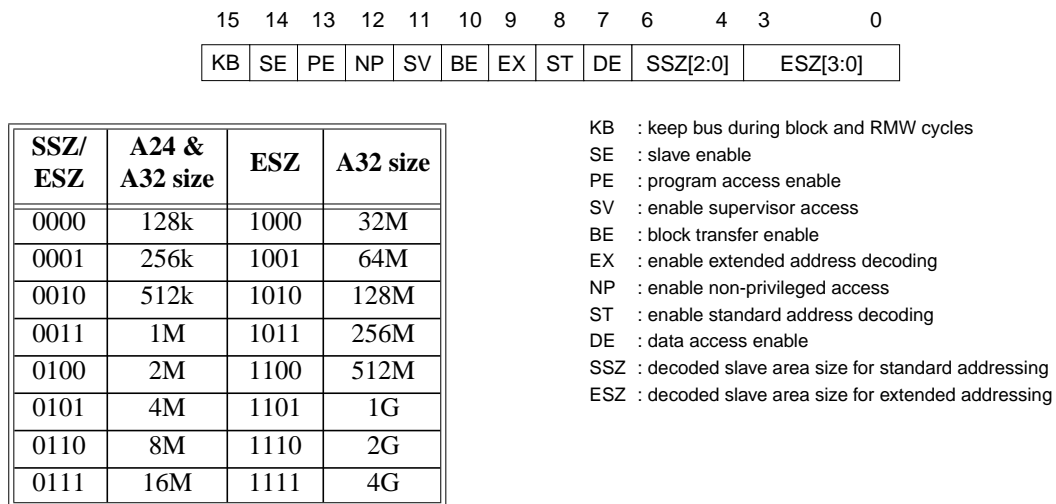 15 14 13 12 11 10 9 8 7 6 4 3 0
KB SE PE NP SV BE EX ST DE SSZ[2:0] ESZ[3:0]
SSZ/ ESZ A24 & A32 size ESZ A32 size
0000 128k 1000 32M
0001 256k 1001 64M
0010 512k 1010 128M
0011 1M 1011 256M
0100 2M 1100 512M
0101 4M 1101 1G
0110 8M 1110 2G
0111 16M 1111 4G
KB : keep bus during block and RMW cycles
SE : slave enable
PE : program access enable
SV : enable supervisor access
BE : block transfer enable
EX : enable extended address decoding
NP : enable non-privileged access
ST : enable standard address decoding
DE : data access enable
SSZ : decoded slave area size for standard addressing
ESZ : decoded slave area size for extended addressing